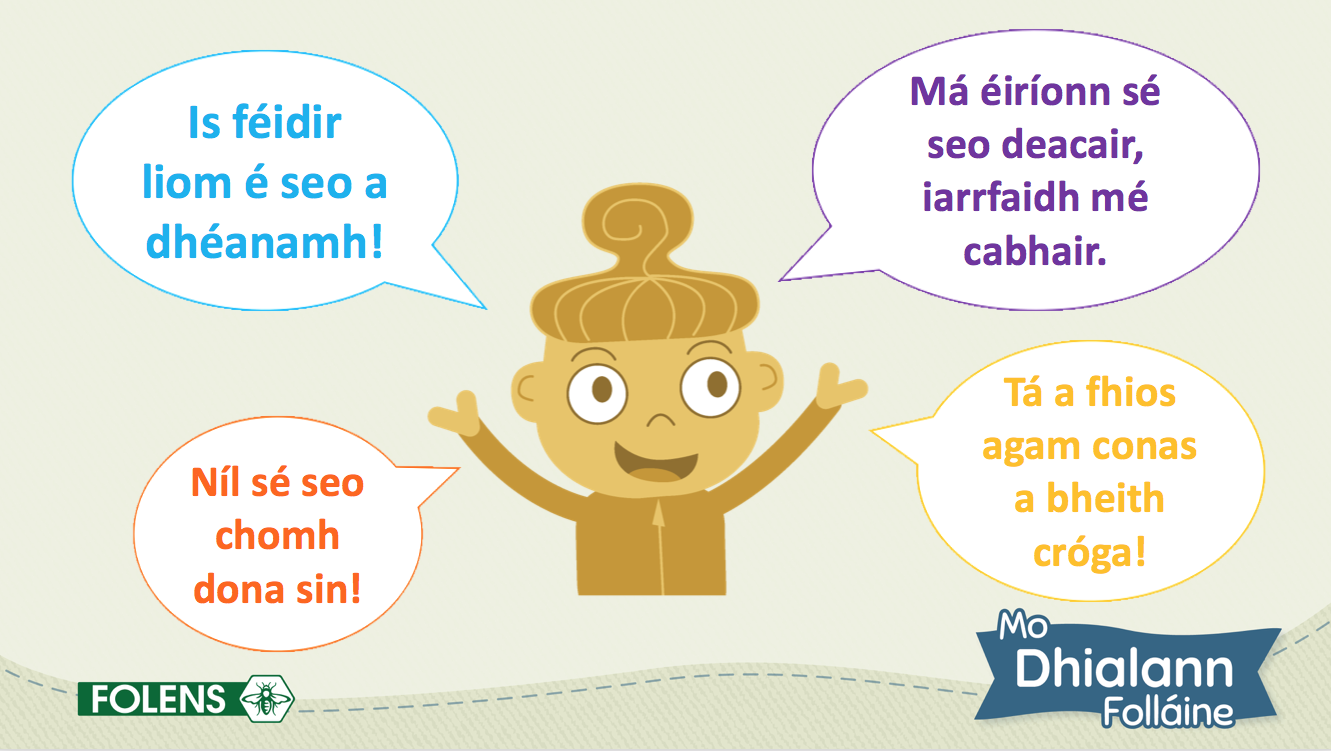 Is féidir
liom é seo a
dhéanamh!
Má éiríonn sé
seo deacair,
iarrfaidh mé
cabhair.
Níl sé seo
chomh
dona sin!
Tá a fhios
agam conas
a bheith
cróga!
FOLENS
Mo
Dhialann
Folláine